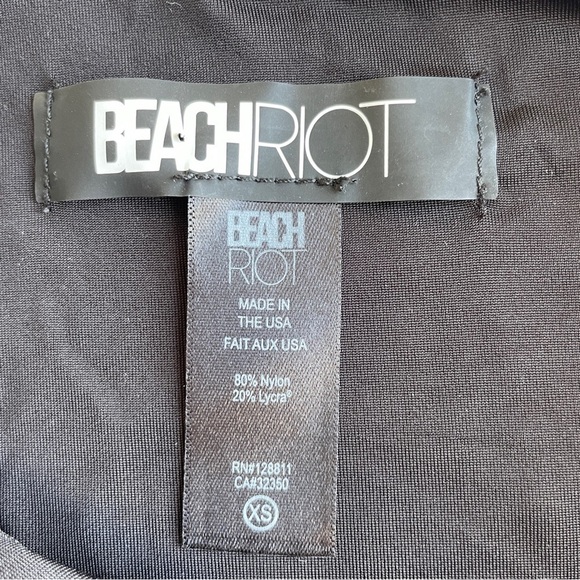 BEACHRIOT
BEACH
RIOT
MADE IN
THE USA
FAIT AUX USA
80% Nylon
20% Lycra®
RN#128811
CA#32350
XS